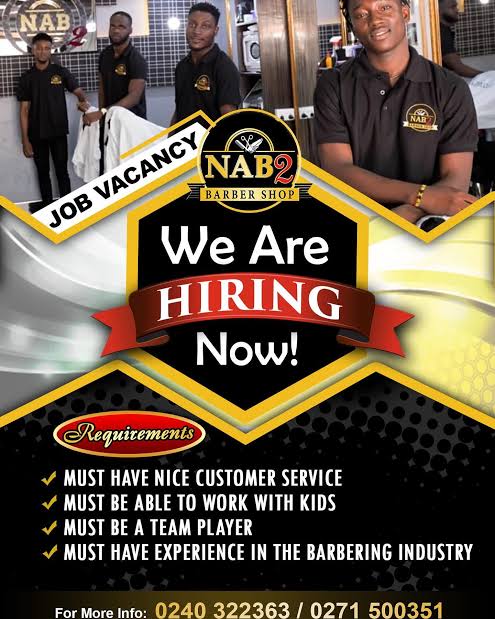 NAB
2
NAB2
JOB VACANCY
NAB2
BARBER SHOP
We Are
HIRING
Now!
Requirements
MUST HAVE NICE CUSTOMER SERVICE
MUST BE ABLE TO WORK WITH KIDS
MUST BE A TEAM PLAYER
MUST HAVE EXPERIENCE IN THE BARBERING INDUSTRY
For More Info: 0240 322363 / 0271 500351